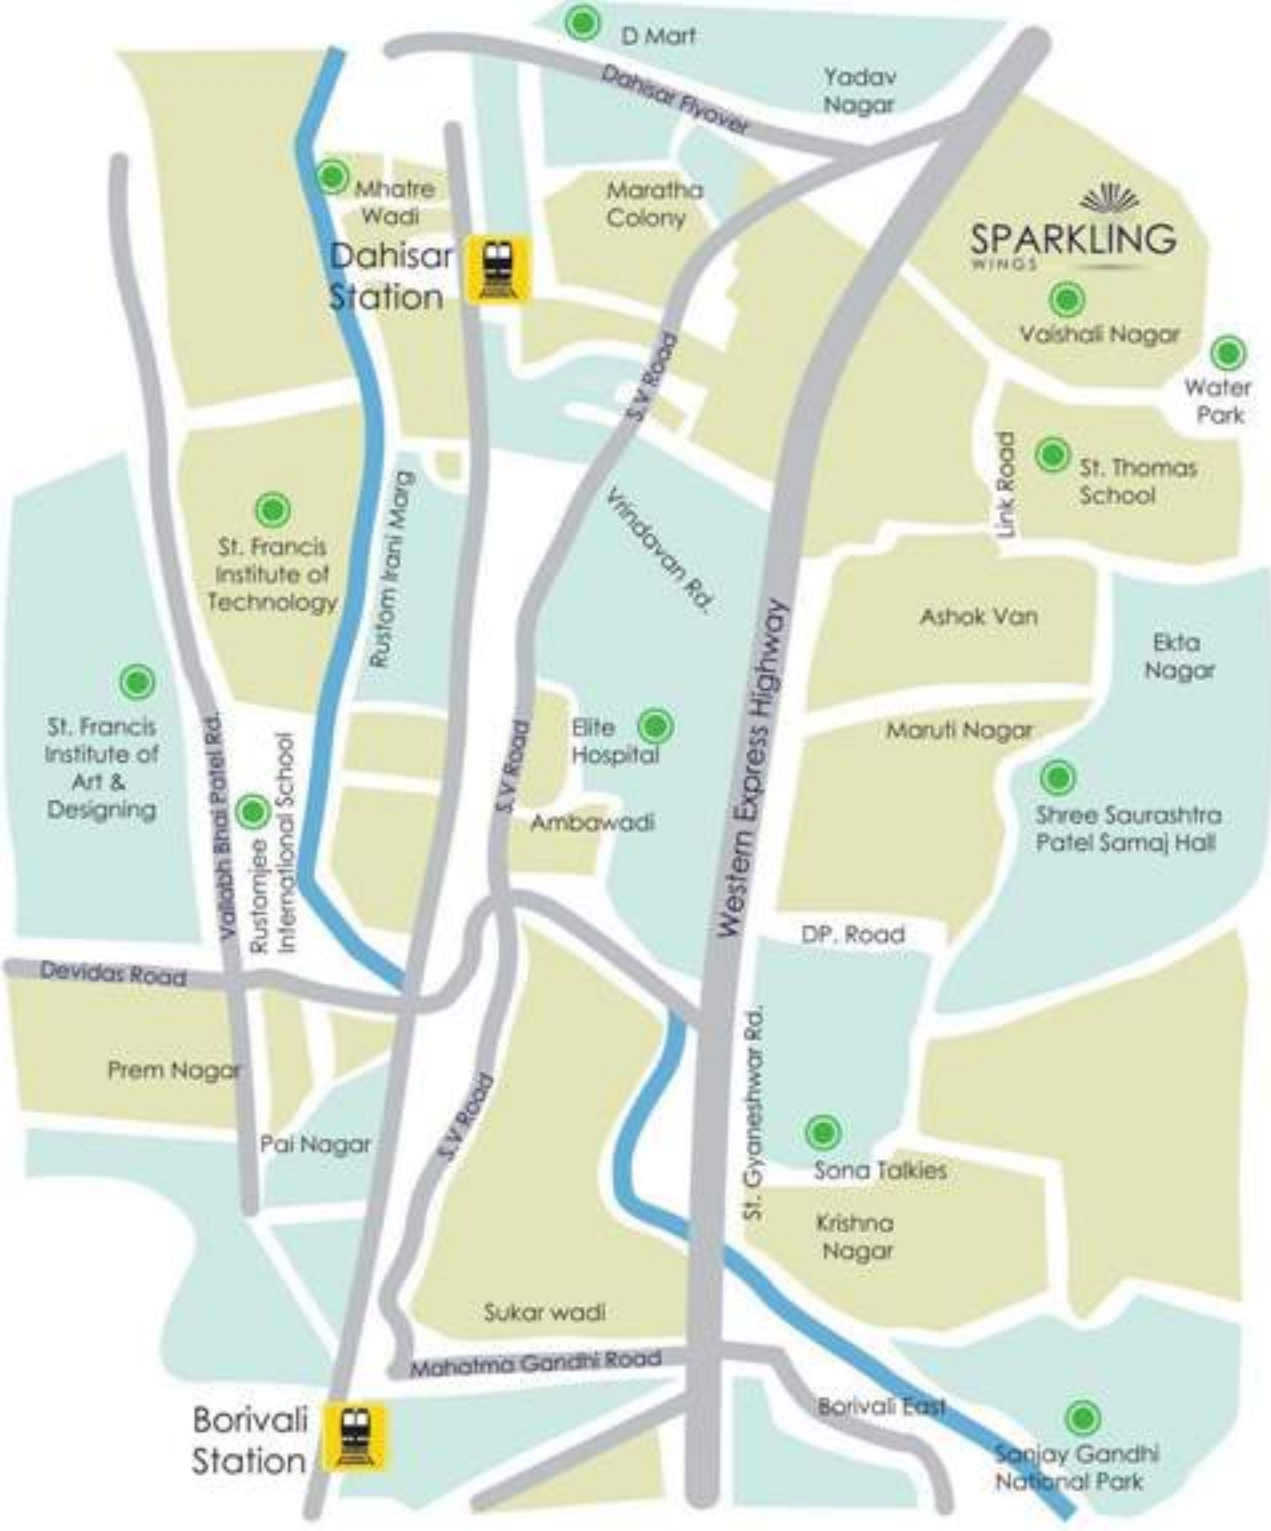 D Mart
Dahisar Flyover
Yadav
Nagar
Mhatre
Wadi
Maratha
Colony
SPARKLING
WINGS
Dahisar
Station
Vaishali Nagar
Water
Park
S.V Road
Link Road
St. Thomas
School
Rustom Irani Marg
Vrindavan Rd.
St. Francis
Institute of
Technology
Ashok Van
Ekta
Nagar
Western Express Highway
St. Francis
Institute of
Art &
Designing
Vallabh Bhai Patel Rd.
Rustomjee
International School
S.V Road
Elite
Hospital
Maruti Nagar
Ambawadi
Shree Saurashtra
Patel Samaj Hall
DP. Road
Devidas Road
Prem Nagar
St. Gyaneshwar Rd.
Pai Nagar
S.V Road
Sona Talkies
Krishna
Nagar
Sukar wadi
Mahatma Gandhi Road
Borivali
Station
Borivali East
Sanjay Gandhi
National Park